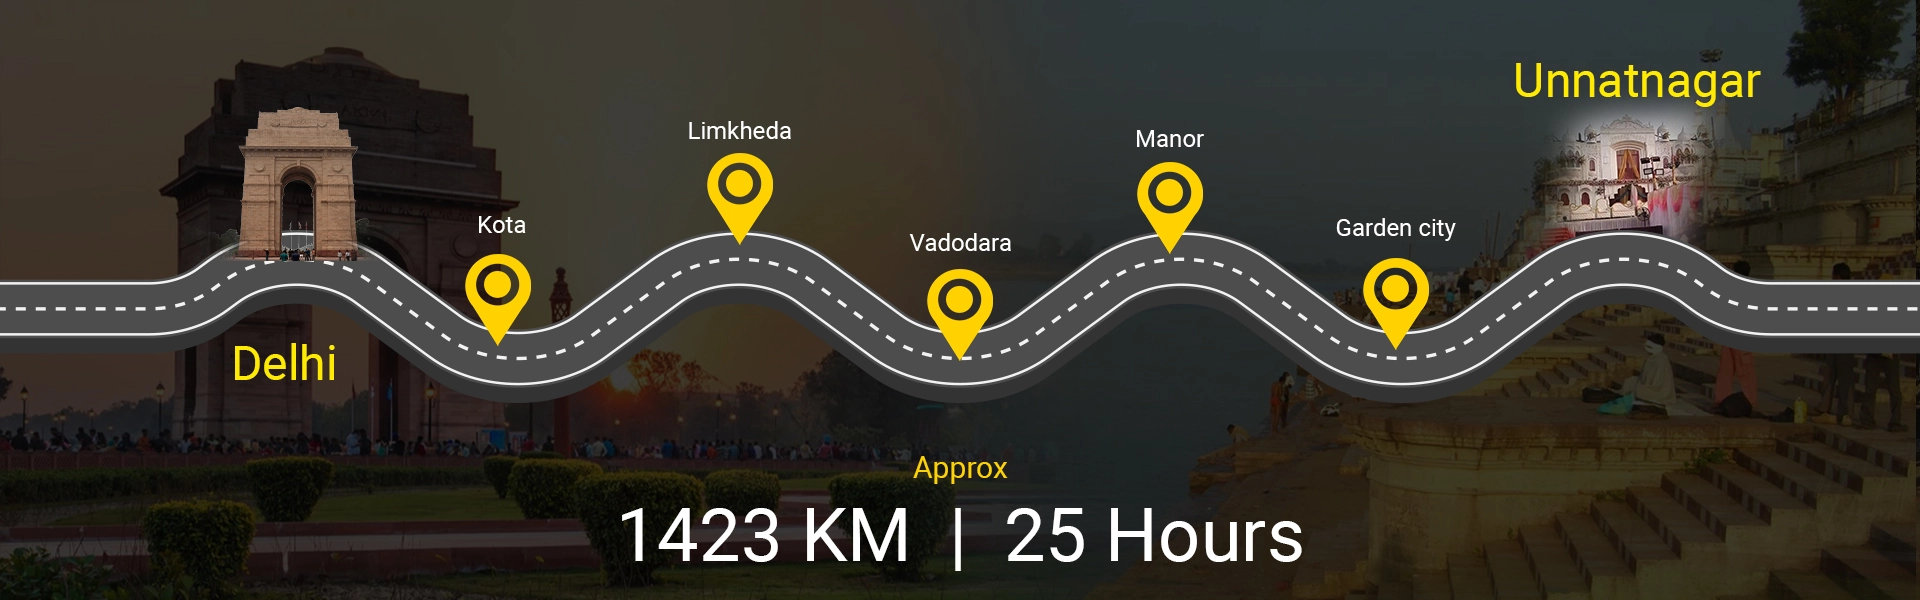 Unnatnagar
Limkheda
Manor
Kota
Vadodara
Garden city
Delhi
Approx
1423 KM | 25 Hours